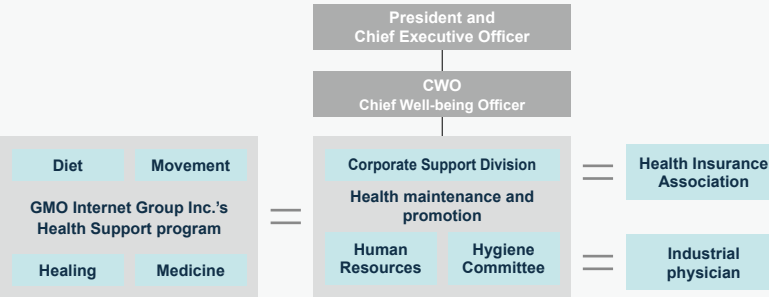 President and
Chief Executive Officer
CWO
Chief Well-being Officer
Diet
Movement
GMO Internet Group Inc.'s
Health Support program
Healing
Medicine
Corporate Support Division
Health maintenance and
promotion
Human
Resources
Hygiene
Committee
Health Insurance
Association
Industrial
physician